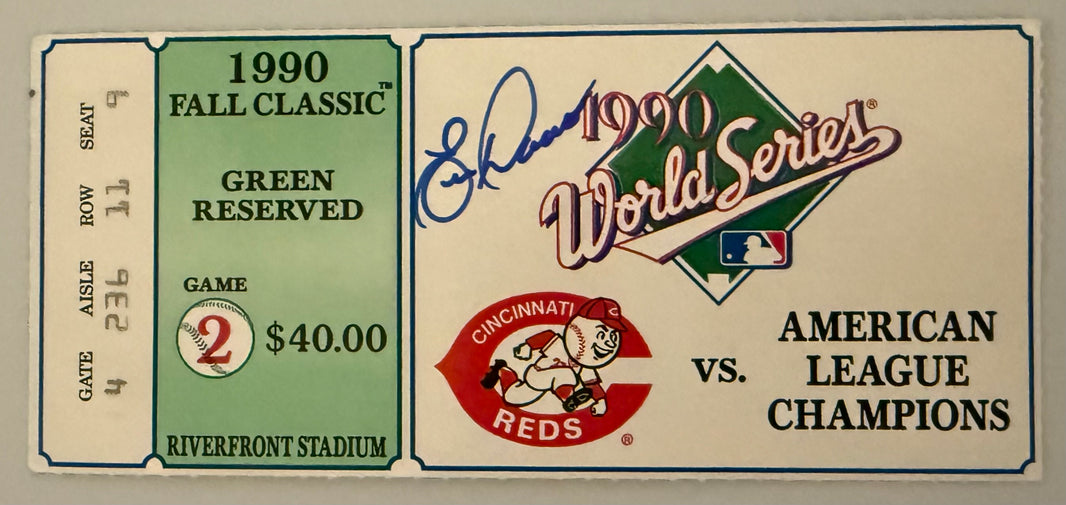 SEAT 9
ROW 11
AISLE 236
GATE 4
1990
FALL CLASSIC™
GREEN
RESERVED
GAME
2 $40.00
RIVERFRONT STADIUM
1990
World Series®
CINCINNATI
REDS ®
VS.
AMERICAN
LEAGUE
CHAMPIONS